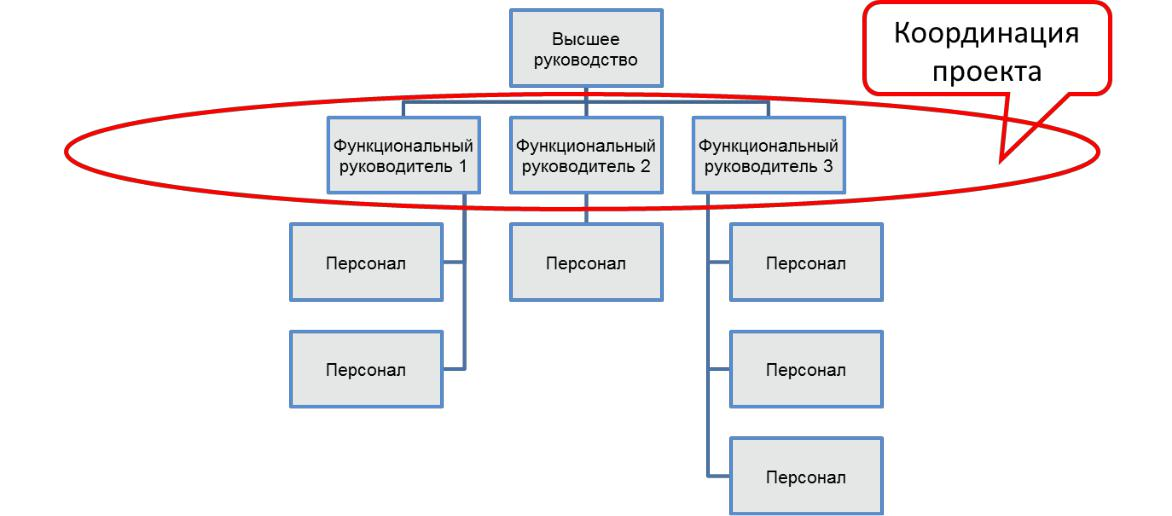 Высшее
руководство
Координация
проекта
Функциональный
руководитель 1
Функциональный
руководитель 2
Функциональный
руководитель 3
Персонал
Персонал
Персонал
Персонал
Персонал
Персонал